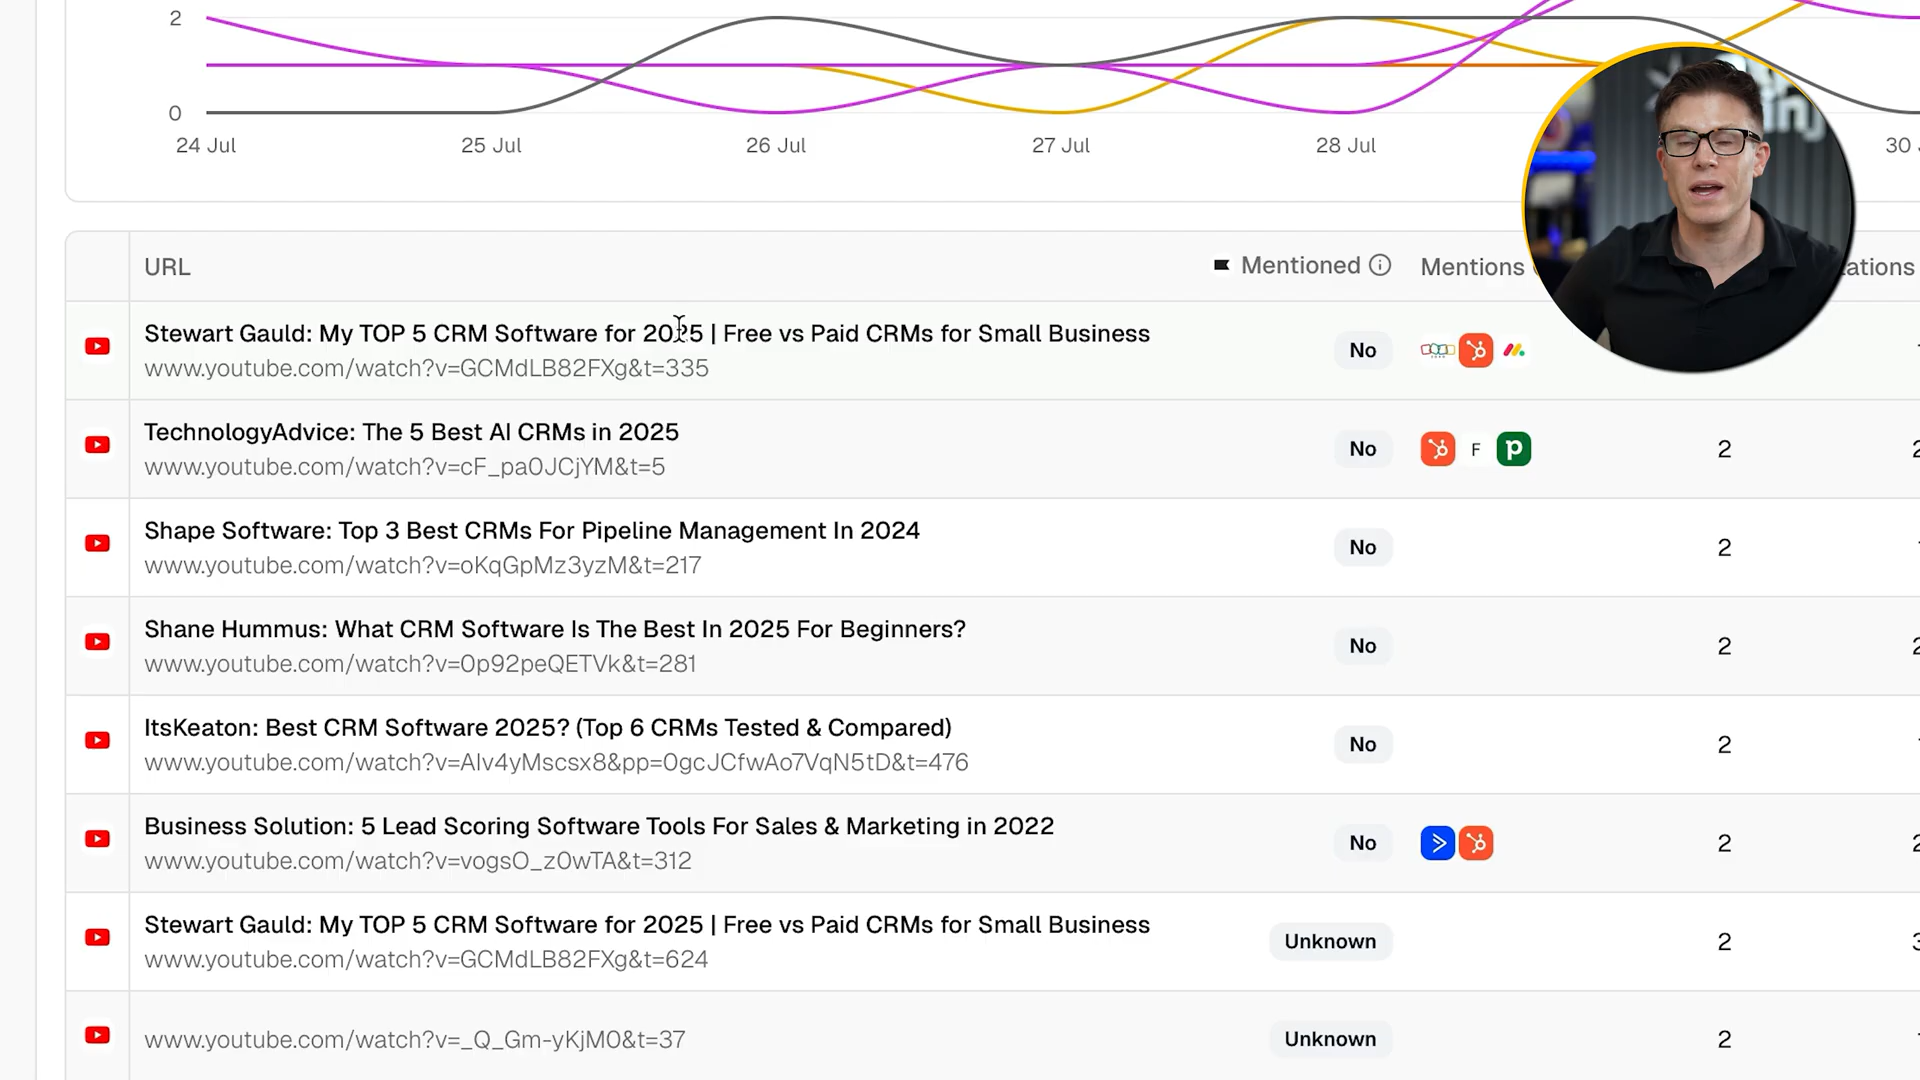 2
0
24 Jul 25 Jul 26 Jul 27 Jul 28 Jul 30
URL Mentioned Mentions
Stewart Gauld: My TOP 5 CRM Software for 2025 | Free vs Paid CRMs for Small Business
www.youtube.com/watch?v=GCMdLB82FXg&t=335
No
TechnologyAdvice: The 5 Best AI CRMs in 2025
www.youtube.com/watch?v=cF_pa0JCjYM&t=5
No F 2
Shape Software: Top 3 Best CRMs For Pipeline Management In 2024
www.youtube.com/watch?v=oKqGpMz3yzM&t=217
No 2
Shane Hummus: What CRM Software Is The Best In 2025 For Beginners?
www.youtube.com/watch?v=0p92peQETVk&t=281
No 2
ItsKeaton: Best CRM Software 2025? (Top 6 CRMs Tested & Compared)
www.youtube.com/watch?v=AIv4yMscsx8&pp=0gcJCfwAo7VqN5tD&t=476
No 2
Business Solution: 5 Lead Scoring Software Tools For Sales & Marketing in 2022
www.youtube.com/watch?v=vogsO_z0wTA&t=312
No 2
Stewart Gauld: My TOP 5 CRM Software for 2025 | Free vs Paid CRMs for Small Business
www.youtube.com/watch?v=GCMdLB82FXg&t=624
Unknown 2
www.youtube.com/watch?v=_Q_Gm-yKjM0&t=37
Unknown 2